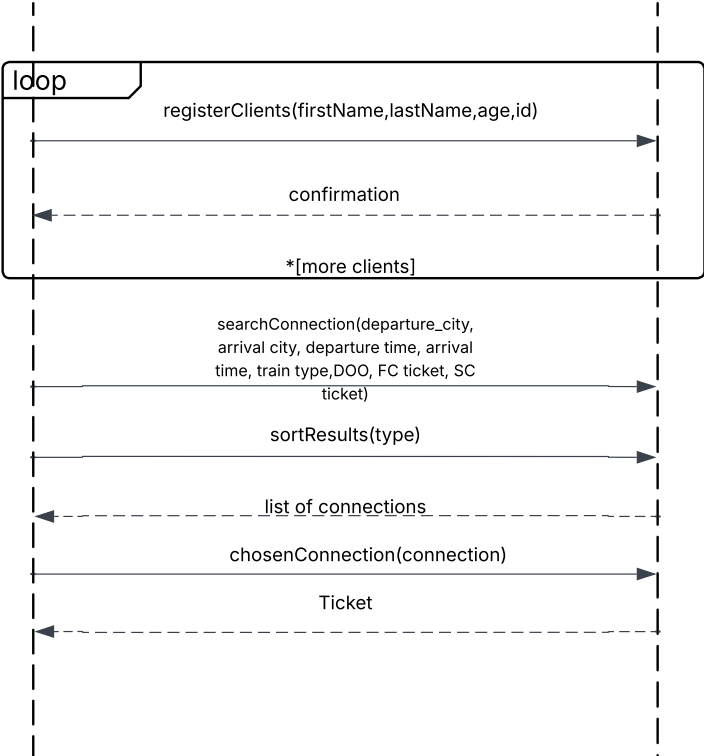 loop
registerClients(firstName,lastName,age,id)
confirmation
*[more clients]
searchConnection(departure_city,
arrival city, departure time, arrival
time, train type,DOO, FC ticket, SC
ticket)
sortResults(type)
list of connections
chosenConnection(connection)
Ticket